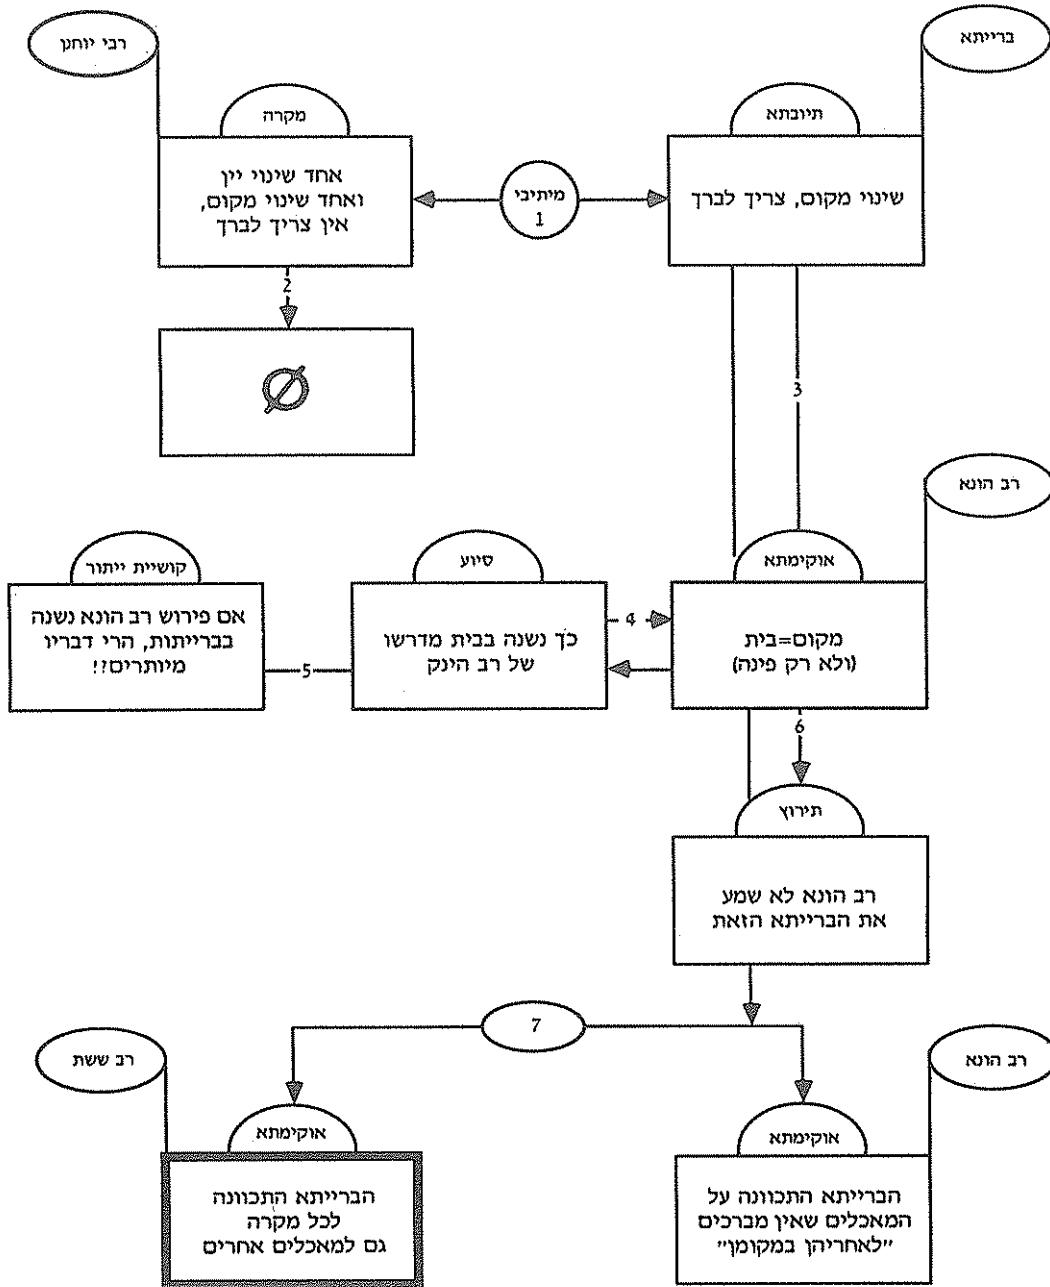 ברייתא
רבי יוחנן
תיובתא
מקרה
שינוי מקום, צריך לברך
מיתיבי
1
אחד שינוי יין
ואחד שינוי מקום,
אין צריך לברך
2
Ø
3
רב הונא
אוקימתא
סיוע
קושיית ייתור
מקום=בית
(ולא רק פינה)
4
כך נשנה בבית מדרשו
של רב הינק
5
אם פירוש רב הונא נשנה
בברייתות, הרי דבריו
מיותרים?!
6
תירוץ
רב הונא לא שמע
את הברייתא הזאת
7
רב הונא
רב ששת
אוקימתא
אוקימתא
הברייתא התכוונה על
המאכלים שאין מברכים
"לאחריהן במקומן"
הברייתא התכוונה
לכל מקרה
גם למאכלים אחרים